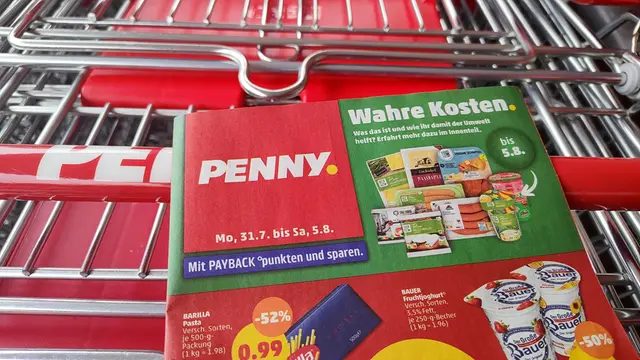 Wahre Kosten.
Was das ist und wie ihr damit der Umwelt
helft? Erfahrt mehr dazu im Innenteil.
bis
5.8.
PENNY.
Mo, 31.7. bis Sa, 5.8.
Mit PAYBACK °punkten und sparen.
BARILLA
Pasta
Versch. Sorten,
je 500-g-
Packung
(1 kg = 1.98)
-52%
0.99
BAUER
Fruchtjoghurt
Versch. Sorten,
3,5% Fett,
je 250-g-Becher
(1 kg = 1.96)
Bauer
Bauer
-50%
PE